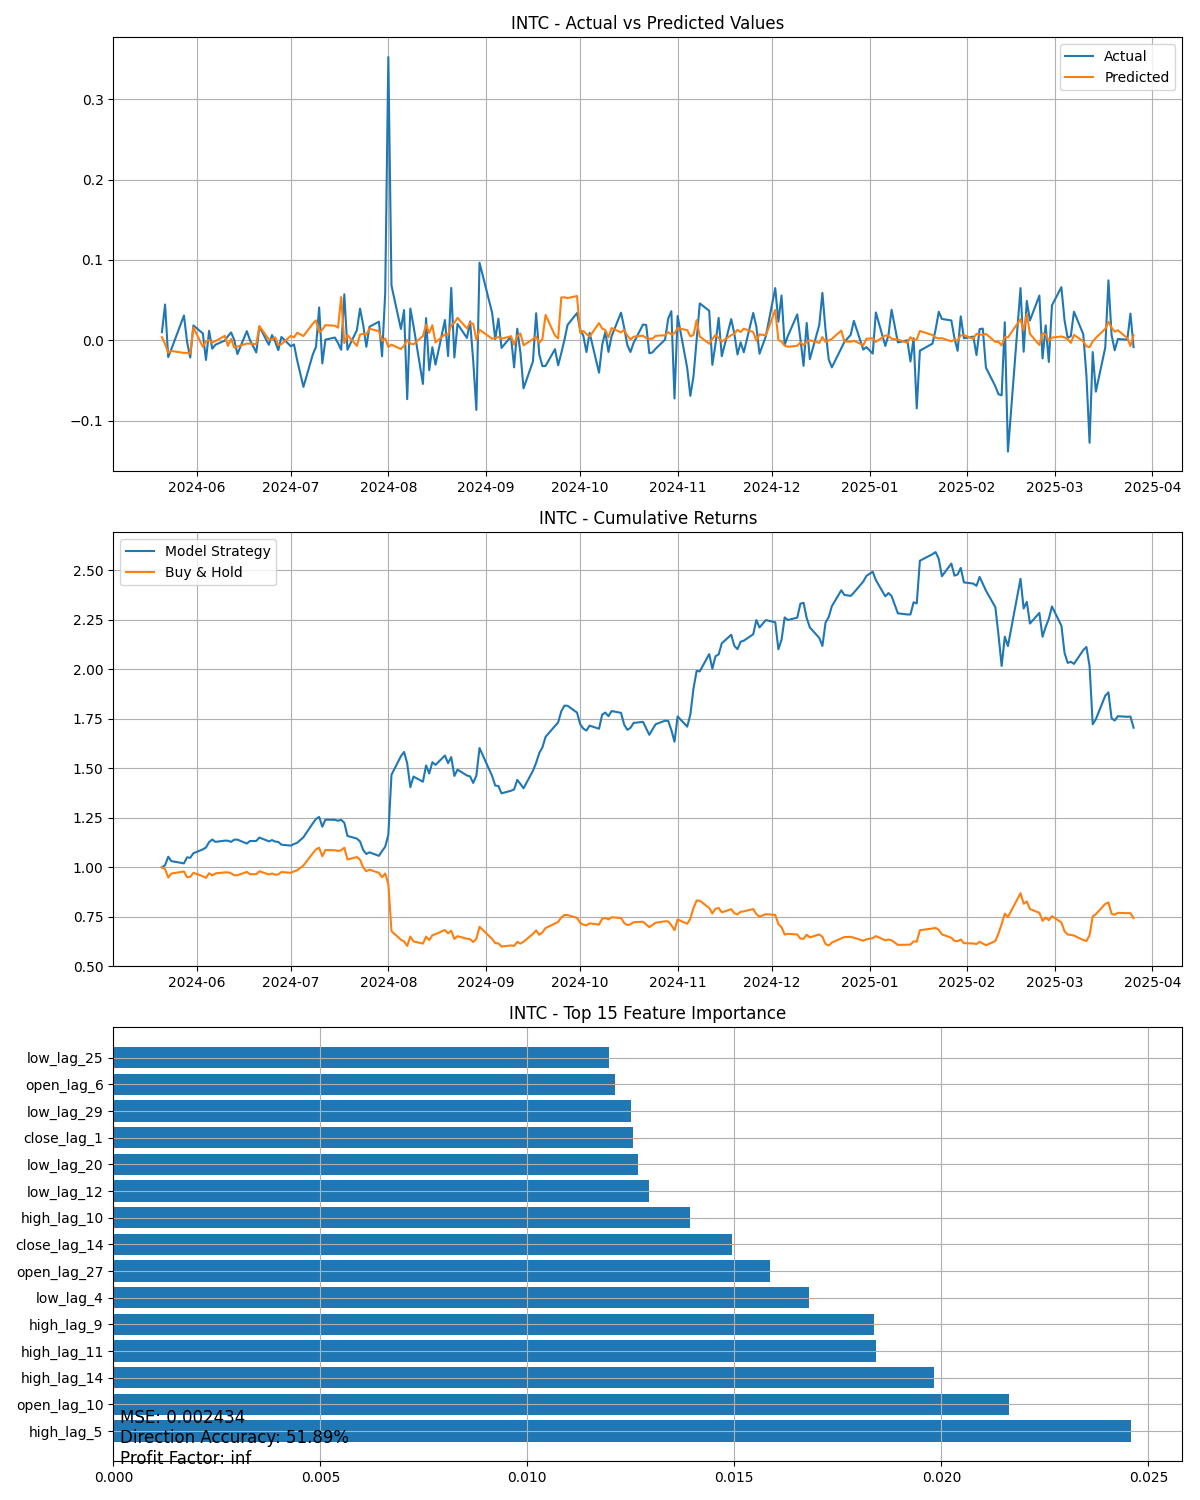 INTC - Actual vs Predicted Values
Actual
Predicted
0.3
0.2
0.1
0.0
−0.1
2024-06 2024-07 2024-08 2024-09 2024-10 2024-11 2024-12 2025-01 2025-02 2025-03 2025-04
INTC - Cumulative Returns
Model Strategy
Buy & Hold
2.50
2.25
2.00
1.75
1.50
1.25
1.00
0.75
0.50
2024-06 2024-07 2024-08 2024-09 2024-10 2024-11 2024-12 2025-01 2025-02 2025-03 2025-04
INTC - Top 15 Feature Importance
low_lag_25
open_lag_6
low_lag_29
close_lag_1
low_lag_20
low_lag_12
high_lag_10
close_lag_14
open_lag_27
low_lag_4
high_lag_9
high_lag_11
high_lag_14
open_lag_10
high_lag_5
MSE: 0.002434
Direction Accuracy: 51.89%
Profit Factor: inf
0.000 0.005 0.010 0.015 0.020 0.025